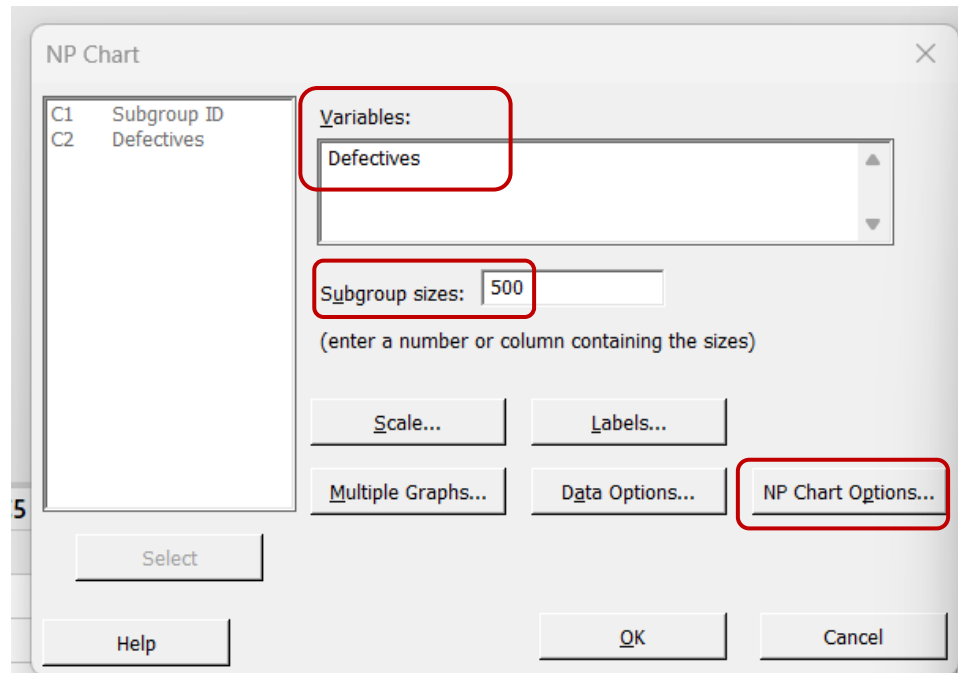 NP Chart
C1 Subgroup ID
C2 Defectives
Variables:
Defectives
Subgroup sizes: 500
(enter a number or column containing the sizes)
Scale... Labels...
Multiple Graphs... Data Options... NP Chart Options...
5
Select
Help OK Cancel